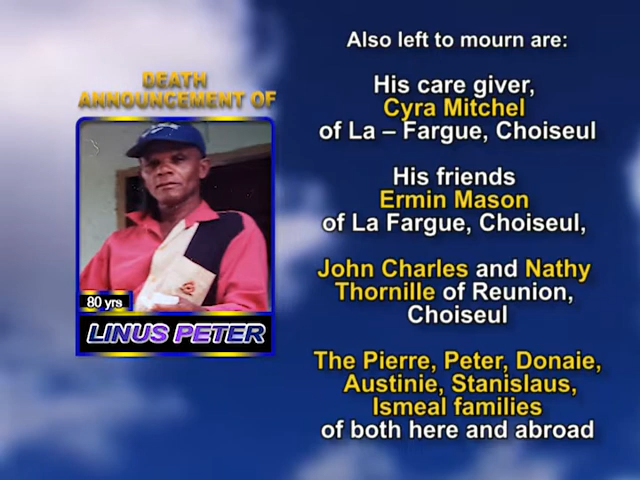 DEATH
ANNOUNCEMENT OF
80 yrs
LINUS PETER
Also left to mourn are:
His care giver,
Cyra Mitchel
of La – Fargue, Choiseul
His friends
Ermin Mason
of La Fargue, Choiseul,
John Charles and Nathy
Thornille of Reunion,
Choiseul
The Pierre, Peter, Donaie,
Austinie, Stanislaus,
Ismeal families
of both here and abroad